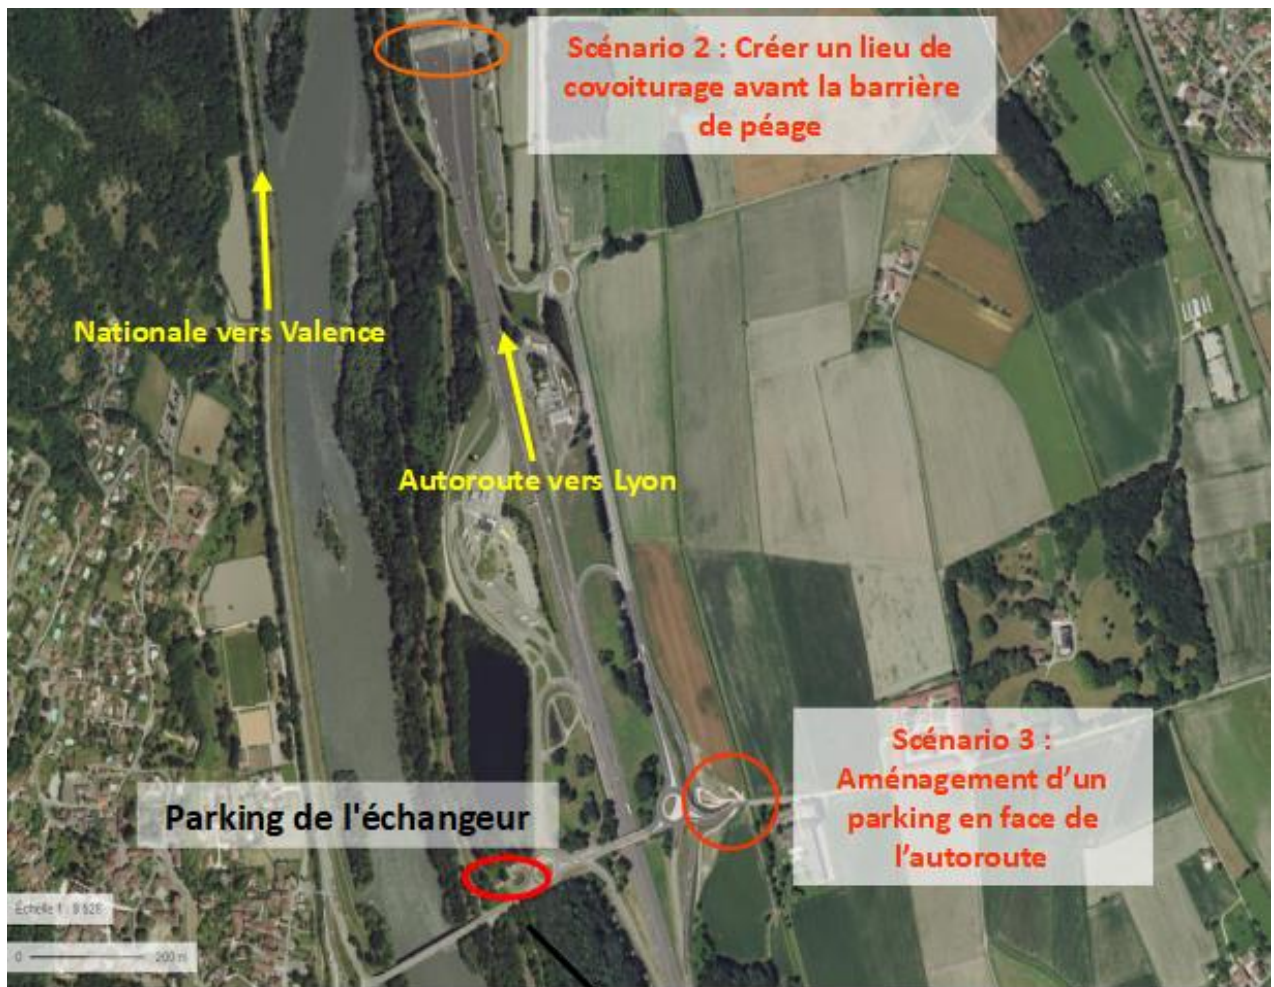 Scénario 2 : Créer un lieu de
covoiturage avant la barrière
de péage
Nationale vers Valence
Autoroute vers Lyon
Scénario 3 :
Aménagement d'un
parking en face de
l'autoroute
Parking de l'échangeur
Échelle 1 : 8 528
0 200 m